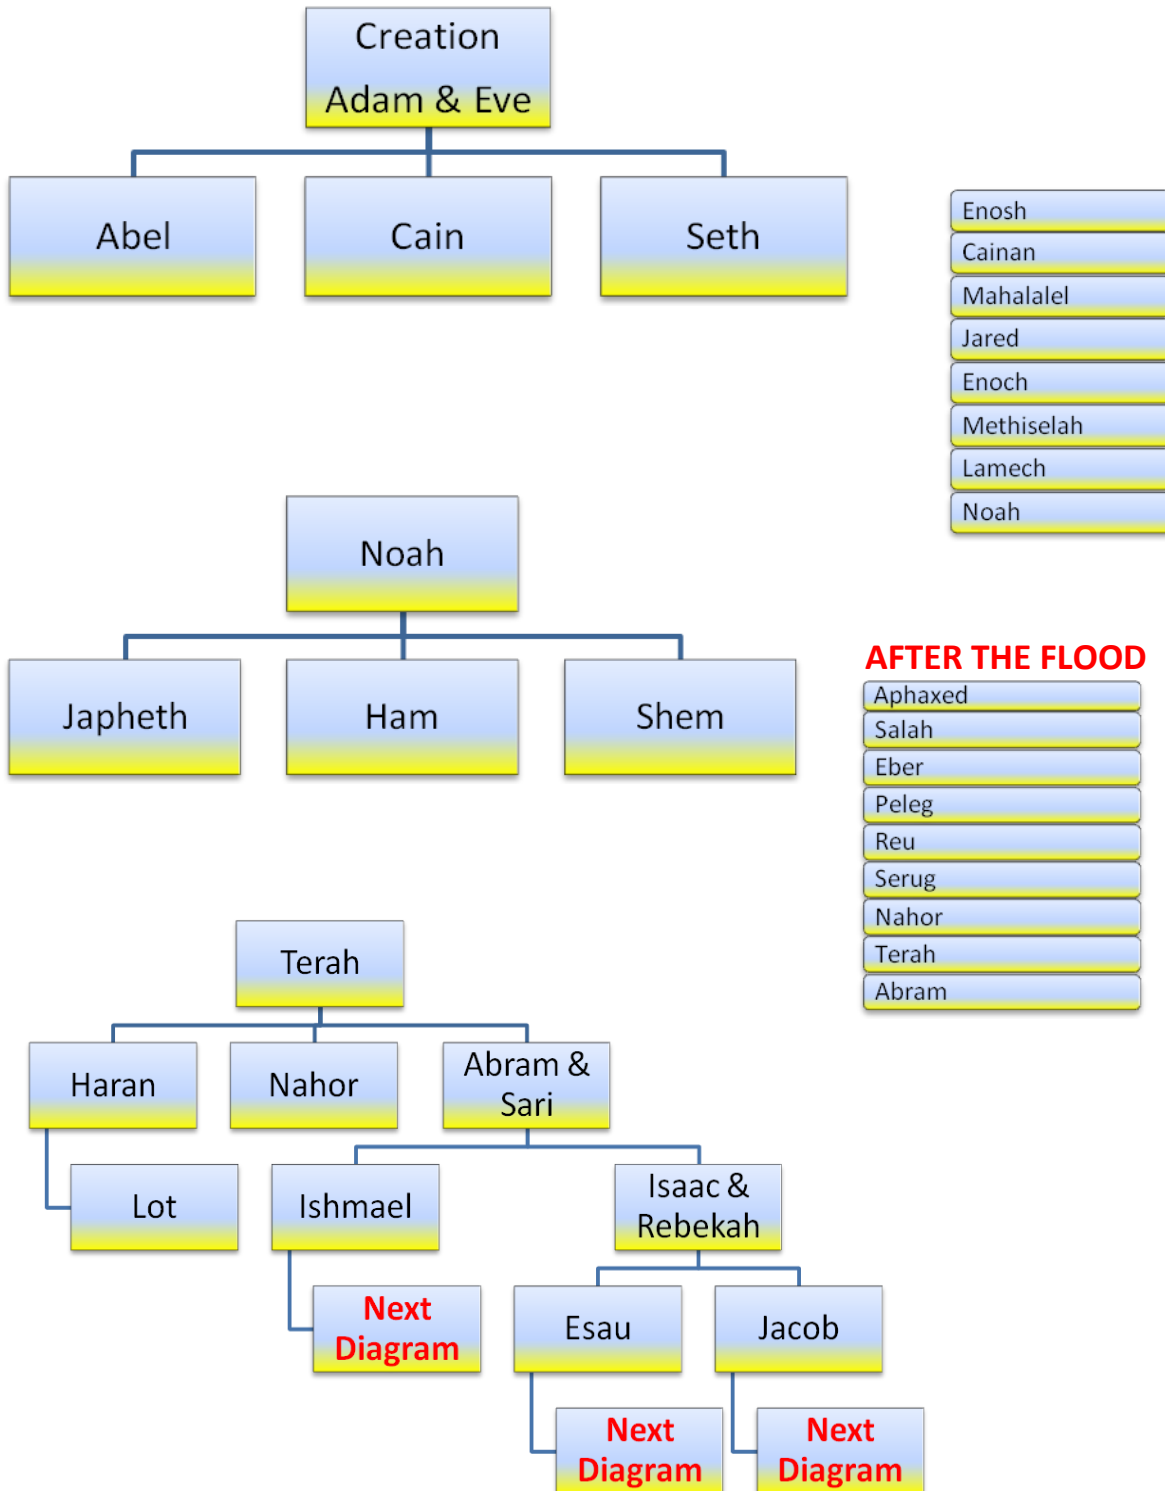 Creation
Adam & Eve
Abel
Cain
Seth
Enosh
Cainan
Mahalalel
Jared
Enoch
Methiselah
Lamech
Noah
Noah
Japheth
Ham
Shem
AFTER THE FLOOD
Aphaxed
Salah
Eber
Peleg
Reu
Serug
Nahor
Terah
Abram
Terah
Haran
Nahor
Abram &
Sari
Lot
Ishmael
Isaac &
Rebekah
Next
Diagram
Esau
Jacob
Next
Diagram
Next
Diagram